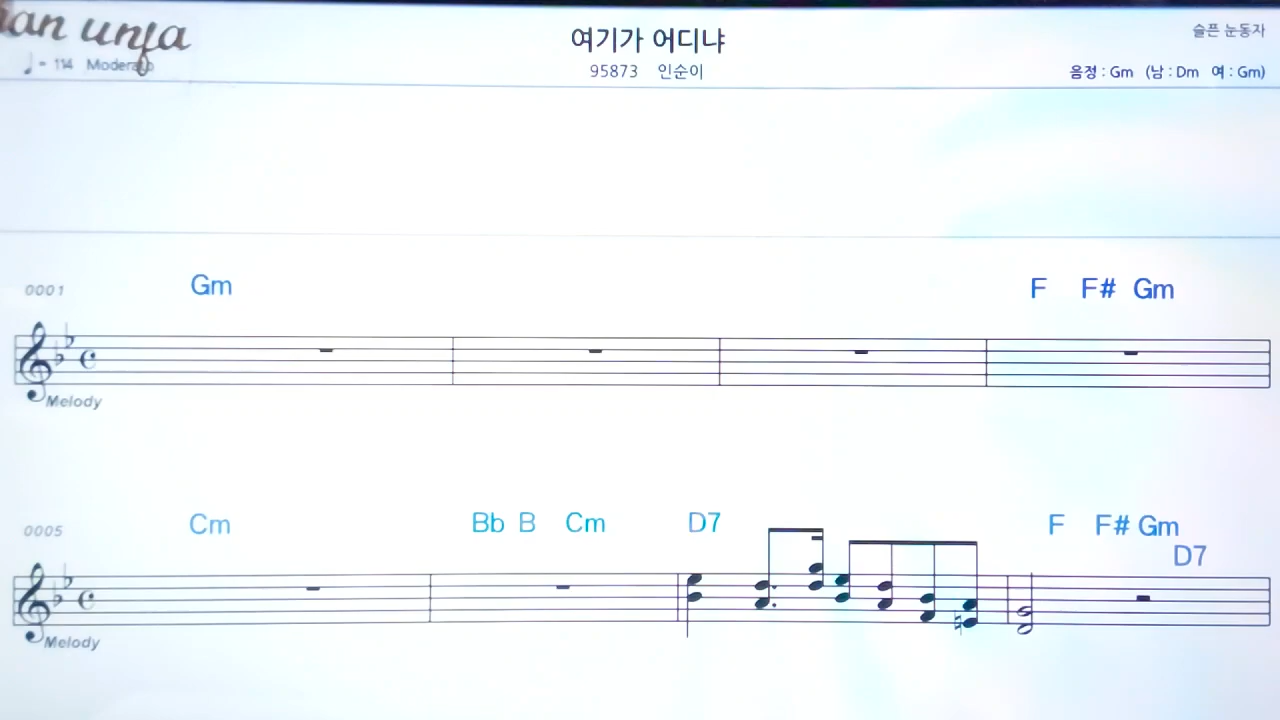 an unfa
여기가 어디냐
슬픈 눈동자
♩ = 114 Moderato
95873 인순이
음정 : Gm (남 : Dm 여 : Gm)
0001 Gm F F# Gm
Melody
0005 Cm Bb B Cm D7 F F# Gm
D7
Melody